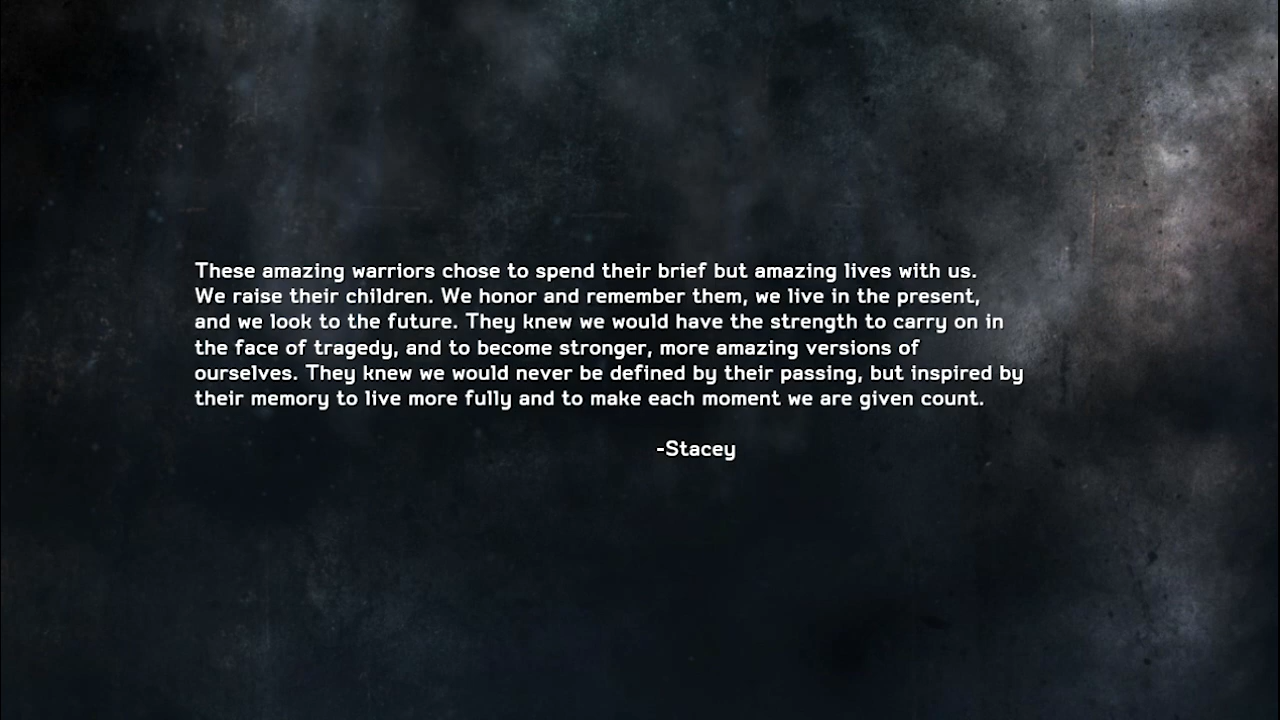 These amazing warriors chose to spend their brief but amazing lives with us.
We raise their children. We honor and remember them, we live in the present,
and we look to the future. They knew we would have the strength to carry on in
the face of tragedy, and to become stronger, more amazing versions of
ourselves. They knew we would never be defined by their passing, but inspired by
their memory to live more fully and to make each moment we are given count.
-Stacey